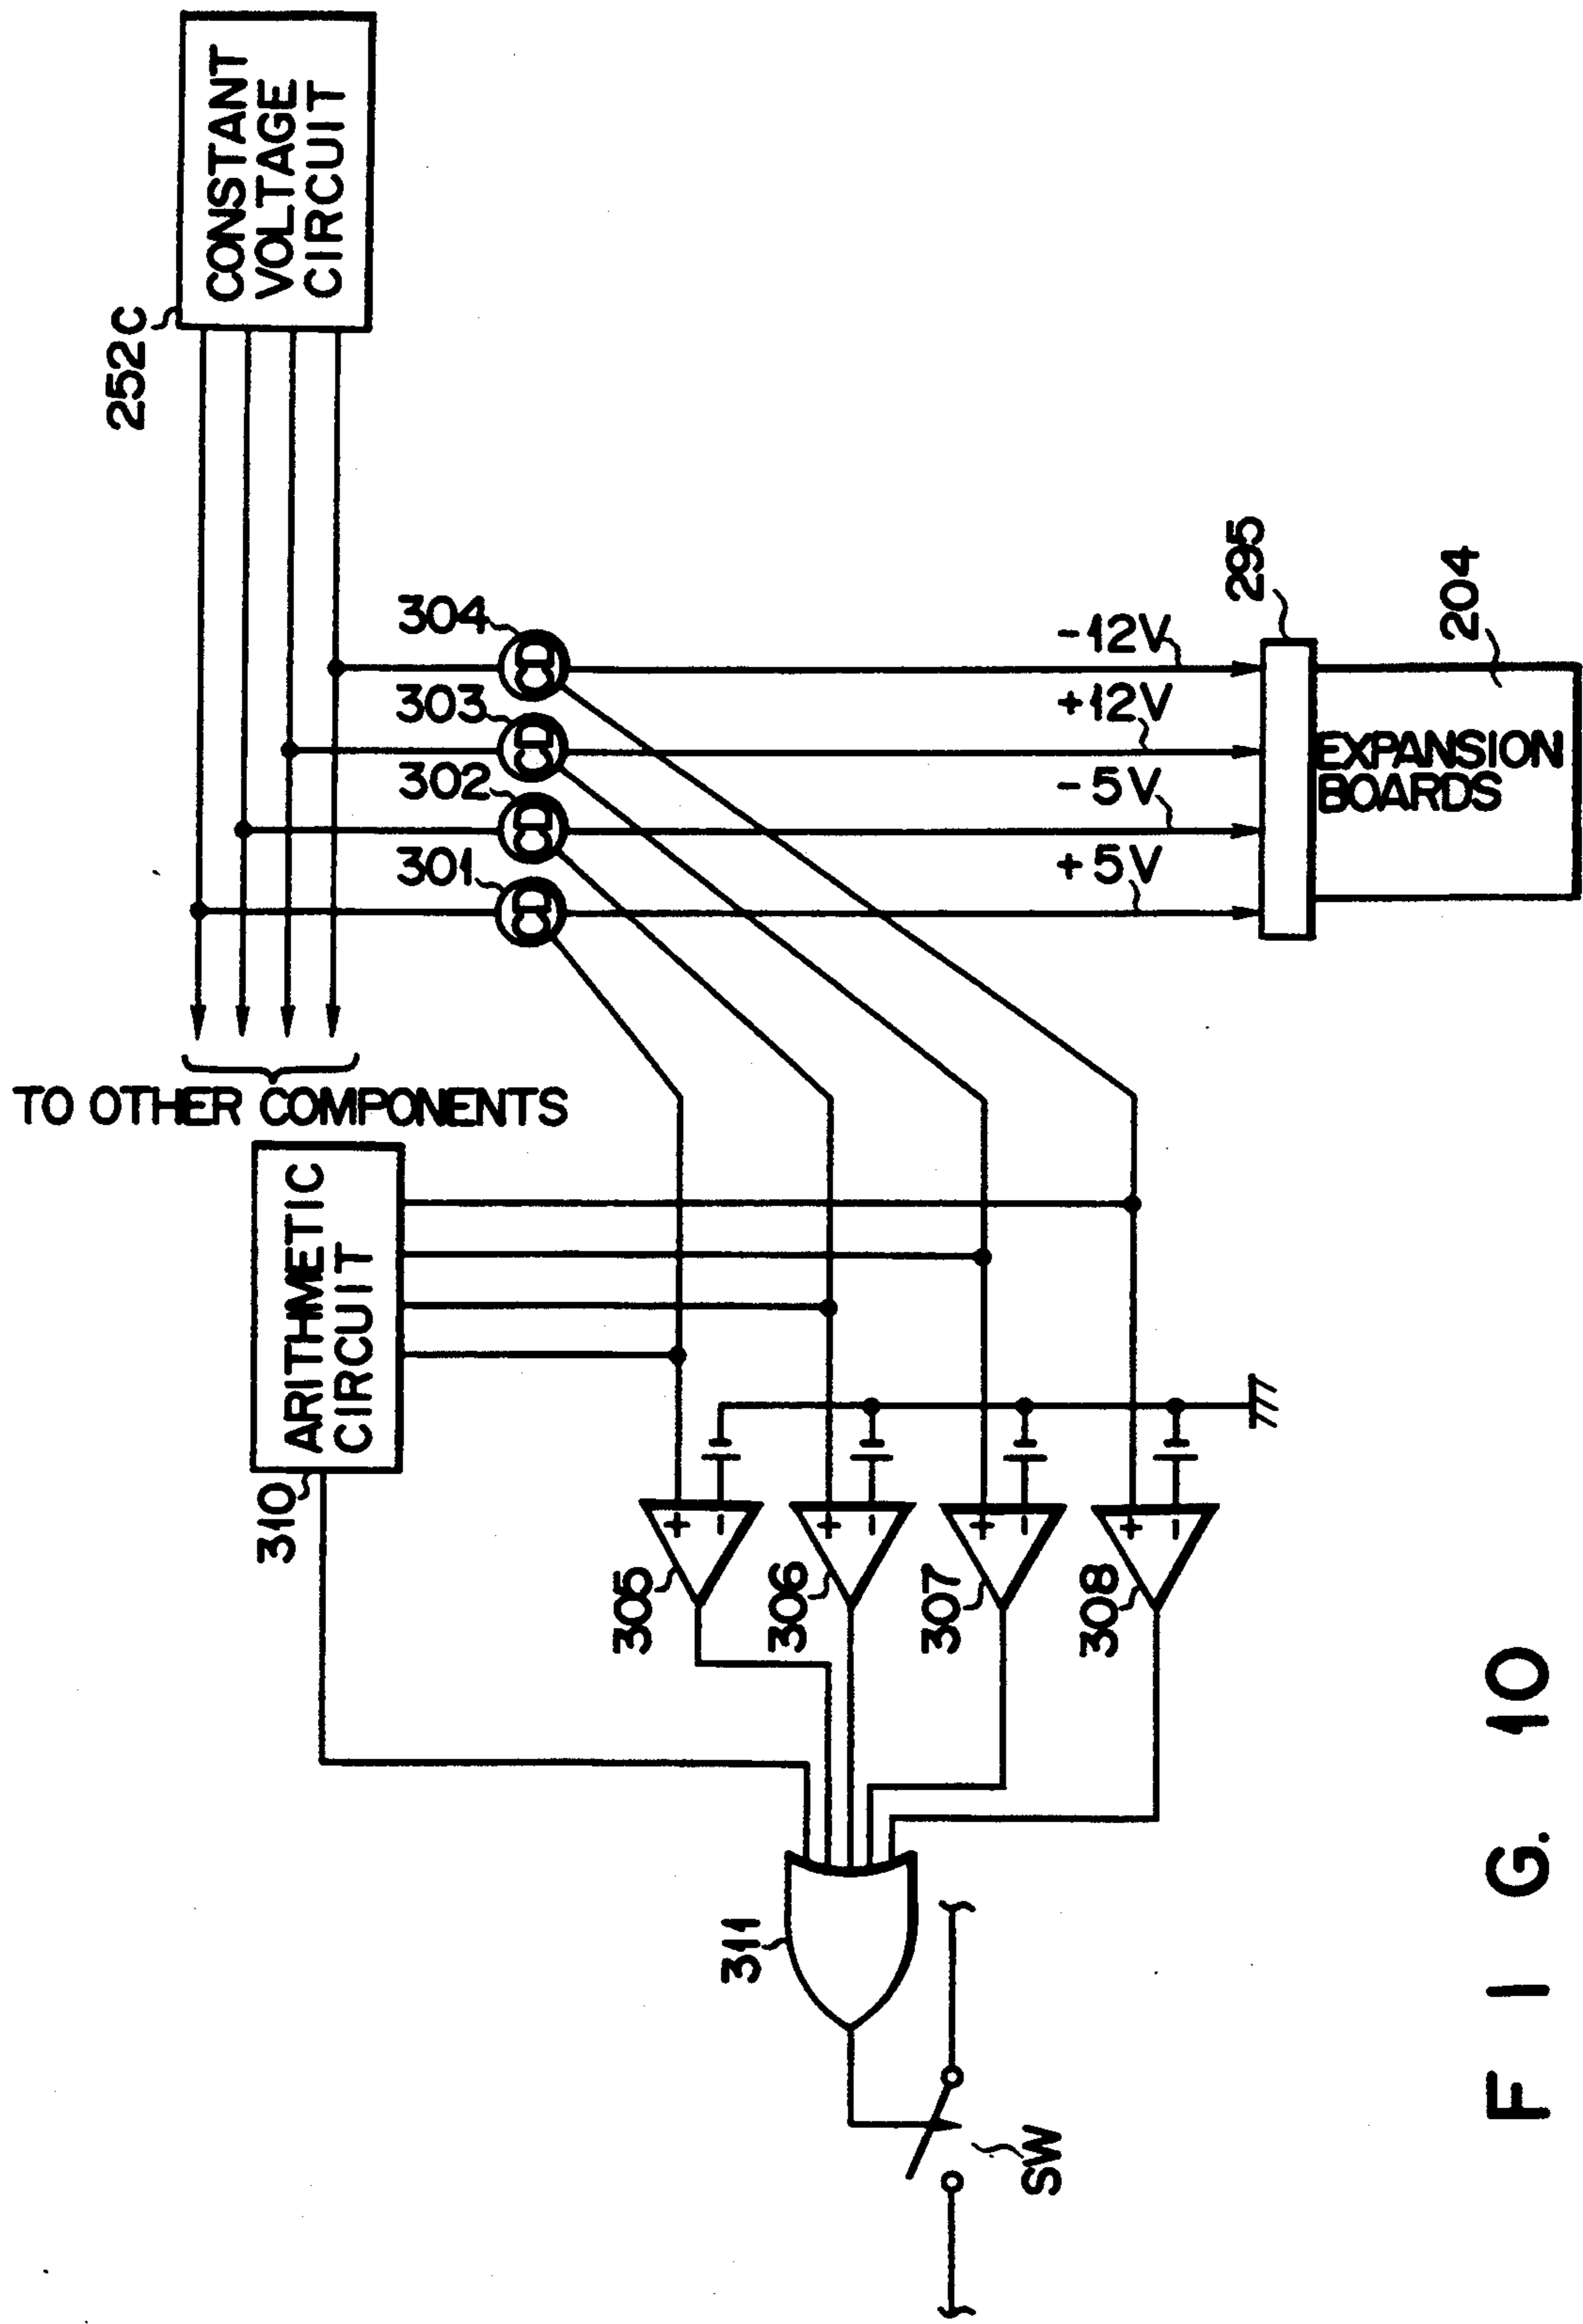 CONSTANT
VOLTAGE
CIRCUIT
252C
304
303
302
301
-12V
+12V
-5V
+5V
295
204
EXPANSION
BOARDS
TO OTHER COMPONENTS
ARITHMETIC
CIRCUIT
310
+
-
+
-
+
-
+
-
305
306
307
308
311
SW
FIG. 10